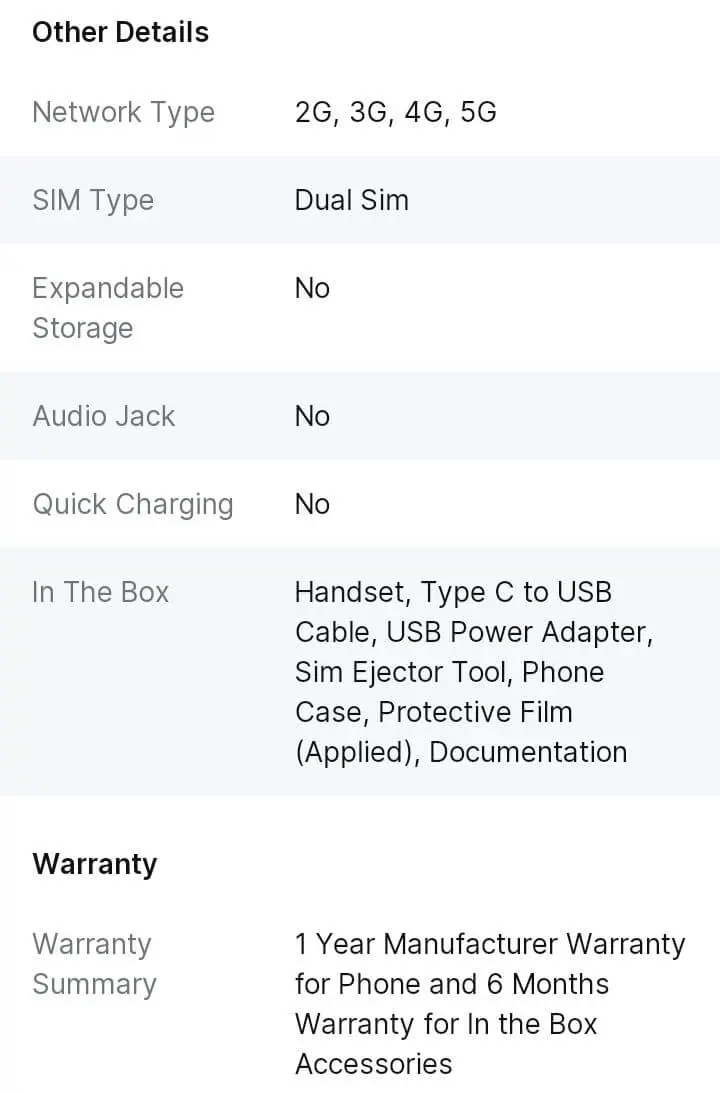 Other Details
Network Type 2G, 3G, 4G, 5G
SIM Type Dual Sim
Expandable Storage No
Audio Jack No
Quick Charging No
In The Box Handset, Type C to USB
Cable, USB Power Adapter,
Sim Ejector Tool, Phone
Case, Protective Film
(Applied), Documentation
Warranty
Warranty Summary 1 Year Manufacturer Warranty
for Phone and 6 Months
Warranty for In the Box
Accessories